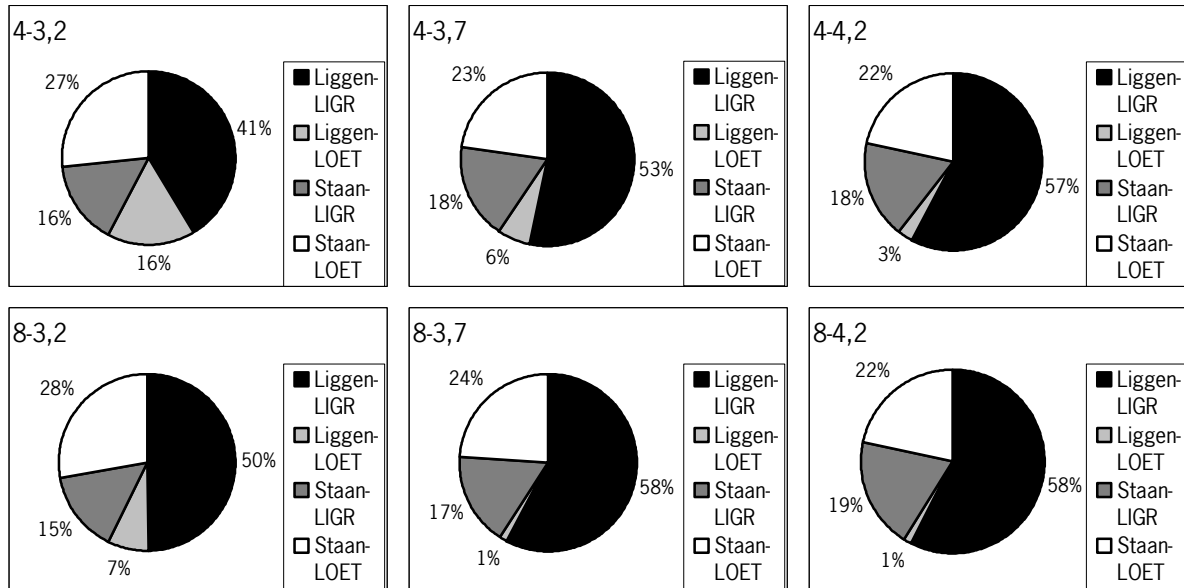 4-3,2
27%
41%
16%
16%
Liggen-
LIGR
Liggen-
LOET
Staan-
LIGR
Staan-
LOET
4-3,7
23%
53%
18%
6%
Liggen-
LIGR
Liggen-
LOET
Staan-
LIGR
Staan-
LOET
4-4,2
22%
57%
18%
3%
Liggen-
LIGR
Liggen-
LOET
Staan-
LIGR
Staan-
LOET
8-3,2
28%
50%
15%
7%
Liggen-
LIGR
Liggen-
LOET
Staan-
LIGR
Staan-
LOET
8-3,7
24%
58%
17%
1%
Liggen-
LIGR
Liggen-
LOET
Staan-
LIGR
Staan-
LOET
8-4,2
22%
58%
19%
1%
Liggen-
LIGR
Liggen-
LOET
Staan-
LIGR
Staan-
LOET